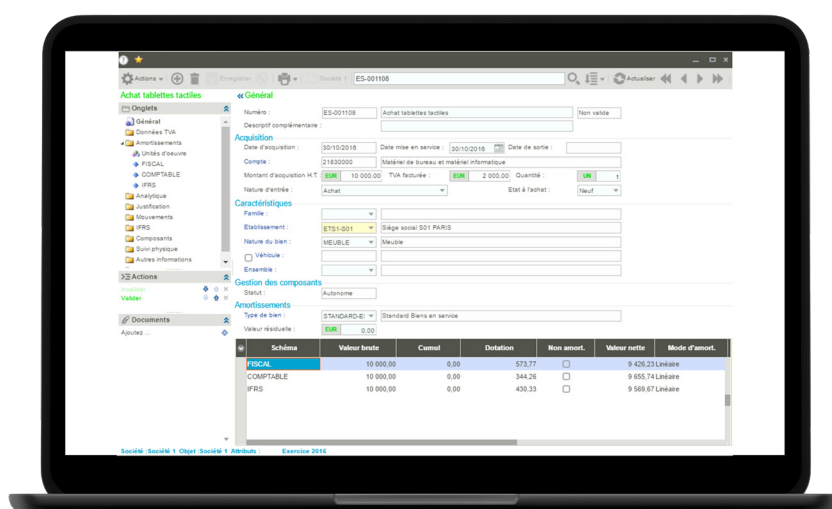 Actions Enregistrer Société 1 ES-001108 Actualiser
Achat tablettes tactiles
Onglets
Général
Données TVA
Amortissements
Unités d'oeuvre
FISCAL
COMPTABLE
IFRS
Analytique
Justification
Mouvements
IFRS
Composants
Suivi physique
Autres informations
Actions
Invalider
Valider
Documents
Ajoutez ...
Général
Numéro : ES-001108 Achat tablettes tactiles Non valide
Descriptif complémentaire :
Acquisition
Date d'acquisition : 30/10/2016 Date mise en service : 30/10/2016 Date de sortie :
Compte : 21830000 Matériel de bureau et matériel informatique
Montant d'acquisition H.T. : EUR 10 000,00 TVA facturée : EUR 2 000,00 Quantité : UN 1
Nature d'entrée : Achat Etat à l'achat : Neuf
Caractéristiques
Famille :
Etablissement : ETS1-S01 Siège social S01 PARIS
Nature du bien : MEUBLE Meuble
Véhicule :
Ensemble :
Gestion des composants
Statut : Autonome
Amortissements
Type de bien : STANDARD-E Standard Biens en service
Valeur résiduelle : EUR 0,00
Schéma Valeur brute Cumul Dotation Non amort. Valeur nette Mode d'amort.
FISCAL 10 000,00 0,00 573,77 9 426,23 Linéaire
COMPTABLE 10 000,00 0,00 344,26 9 655,74 Linéaire
IFRS 10 000,00 0,00 430,33 9 569,67 Linéaire
Société :Société 1 Objet :Société 1 Attributs : Exercice 2016